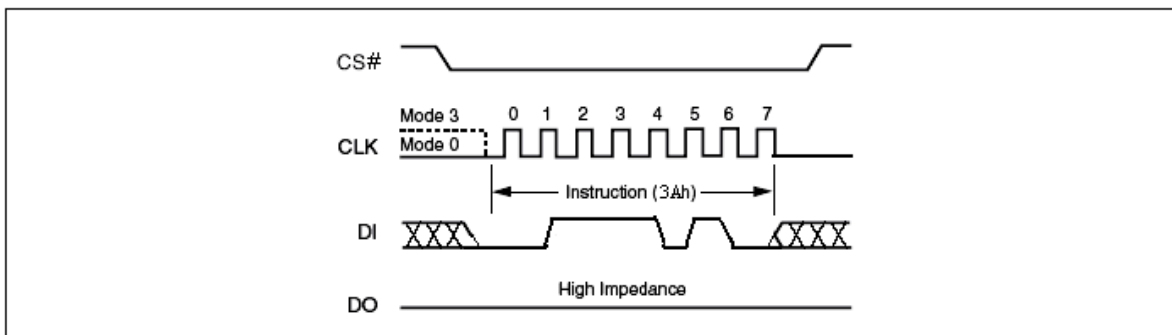 CS#
Mode 3 0 1 2 3 4 5 6 7
CLK Mode 0
Instruction (3Ah)
DI
High Impedance
DO